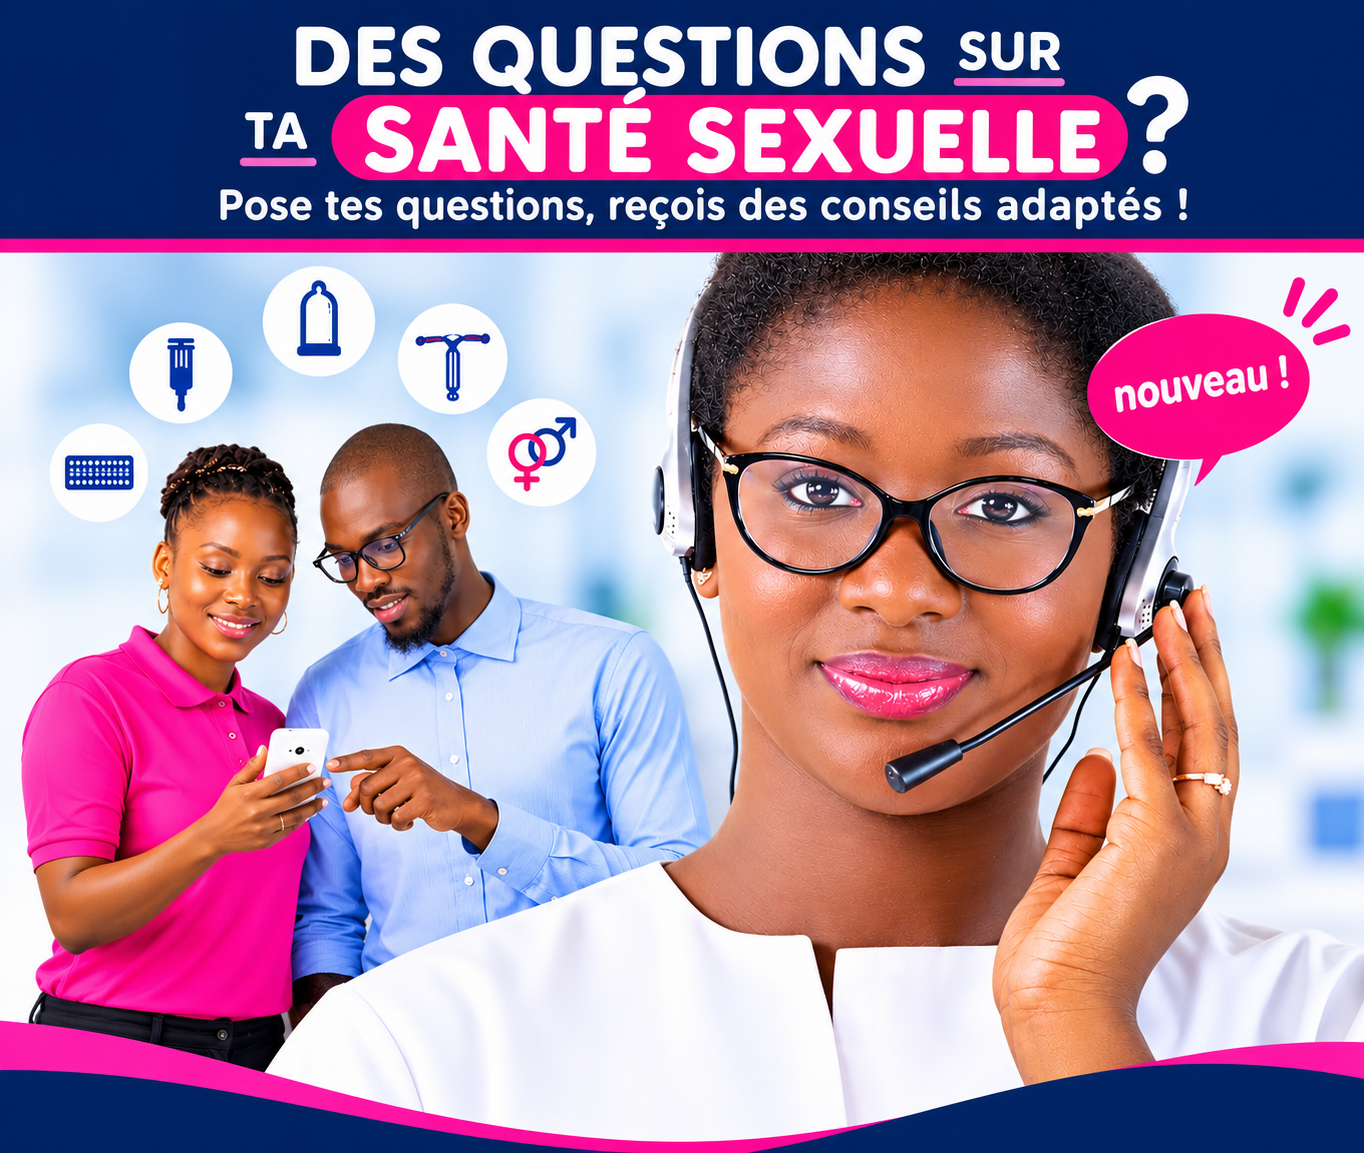 DES QUESTIONS SUR
TA SANTÉ SEXUELLE ?
Pose tes questions, reçois des conseils adaptés !
nouveau !